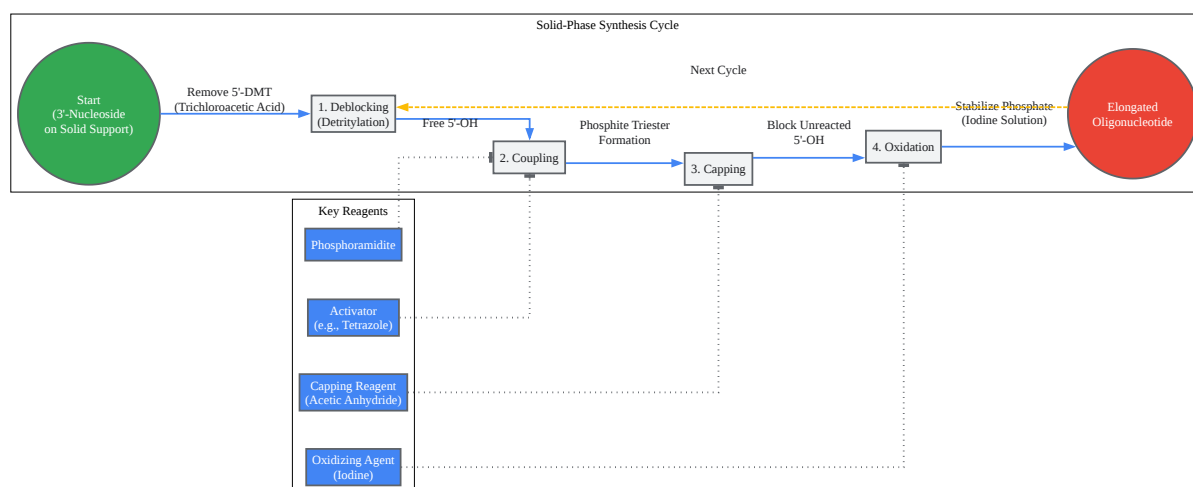 Solid-Phase Synthesis Cycle
Next Cycle
Start
(3'-Nucleoside
on Solid Support)
Remove 5'-DMT
(Trichloroacetic Acid)
1. Deblocking
(Detritylation)
Free 5'-OH
2. Coupling
Phosphite Triester
Formation
3. Capping
Block Unreacted
5'-OH
4. Oxidation
Stabilize Phosphate
(Iodine Solution)
Elongated
Oligonucleotide
Key Reagents
Phosphoramidite
Activator
(e.g., Tetrazole)
Capping Reagent
(Acetic Anhydride)
Oxidizing Agent
(Iodine)